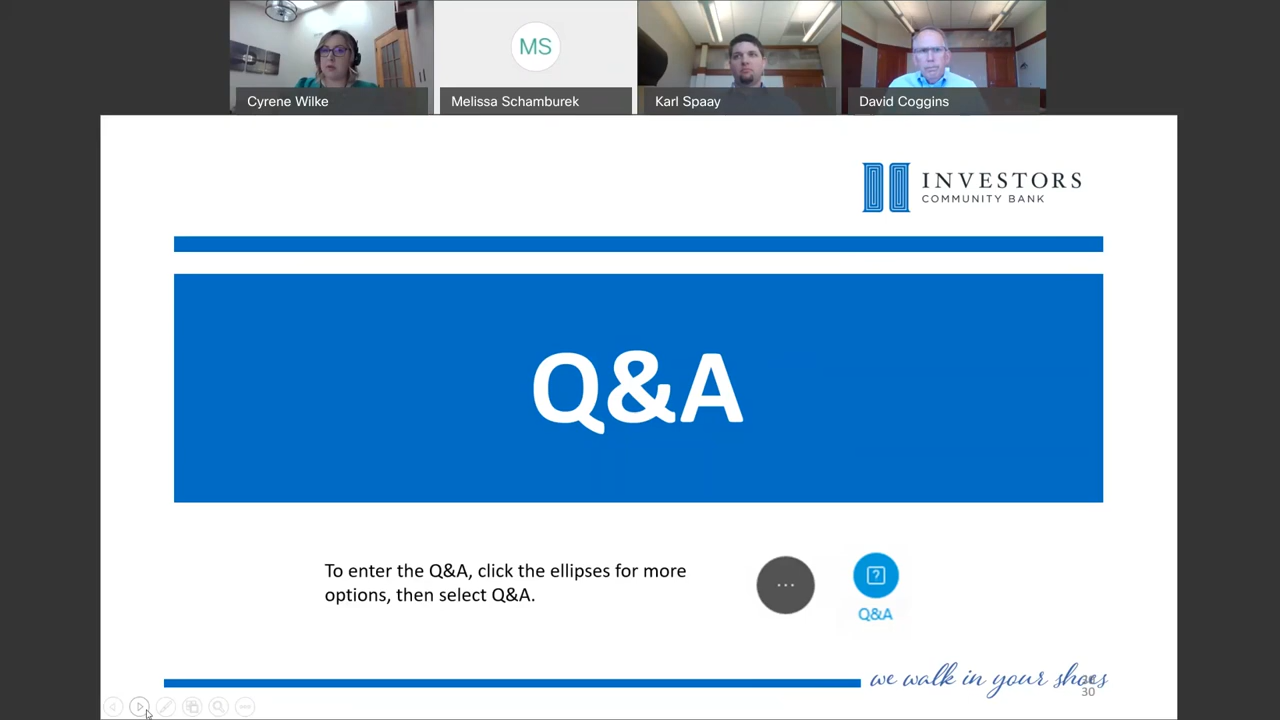 Cyrene Wilke
MS
Melissa Schamburek
Karl Spaay
David Coggins
INVESTORS
COMMUNITY BANK
Q&A
To enter the Q&A, click the ellipses for more
options, then select Q&A.
Q&A
we walk in your shoes
30